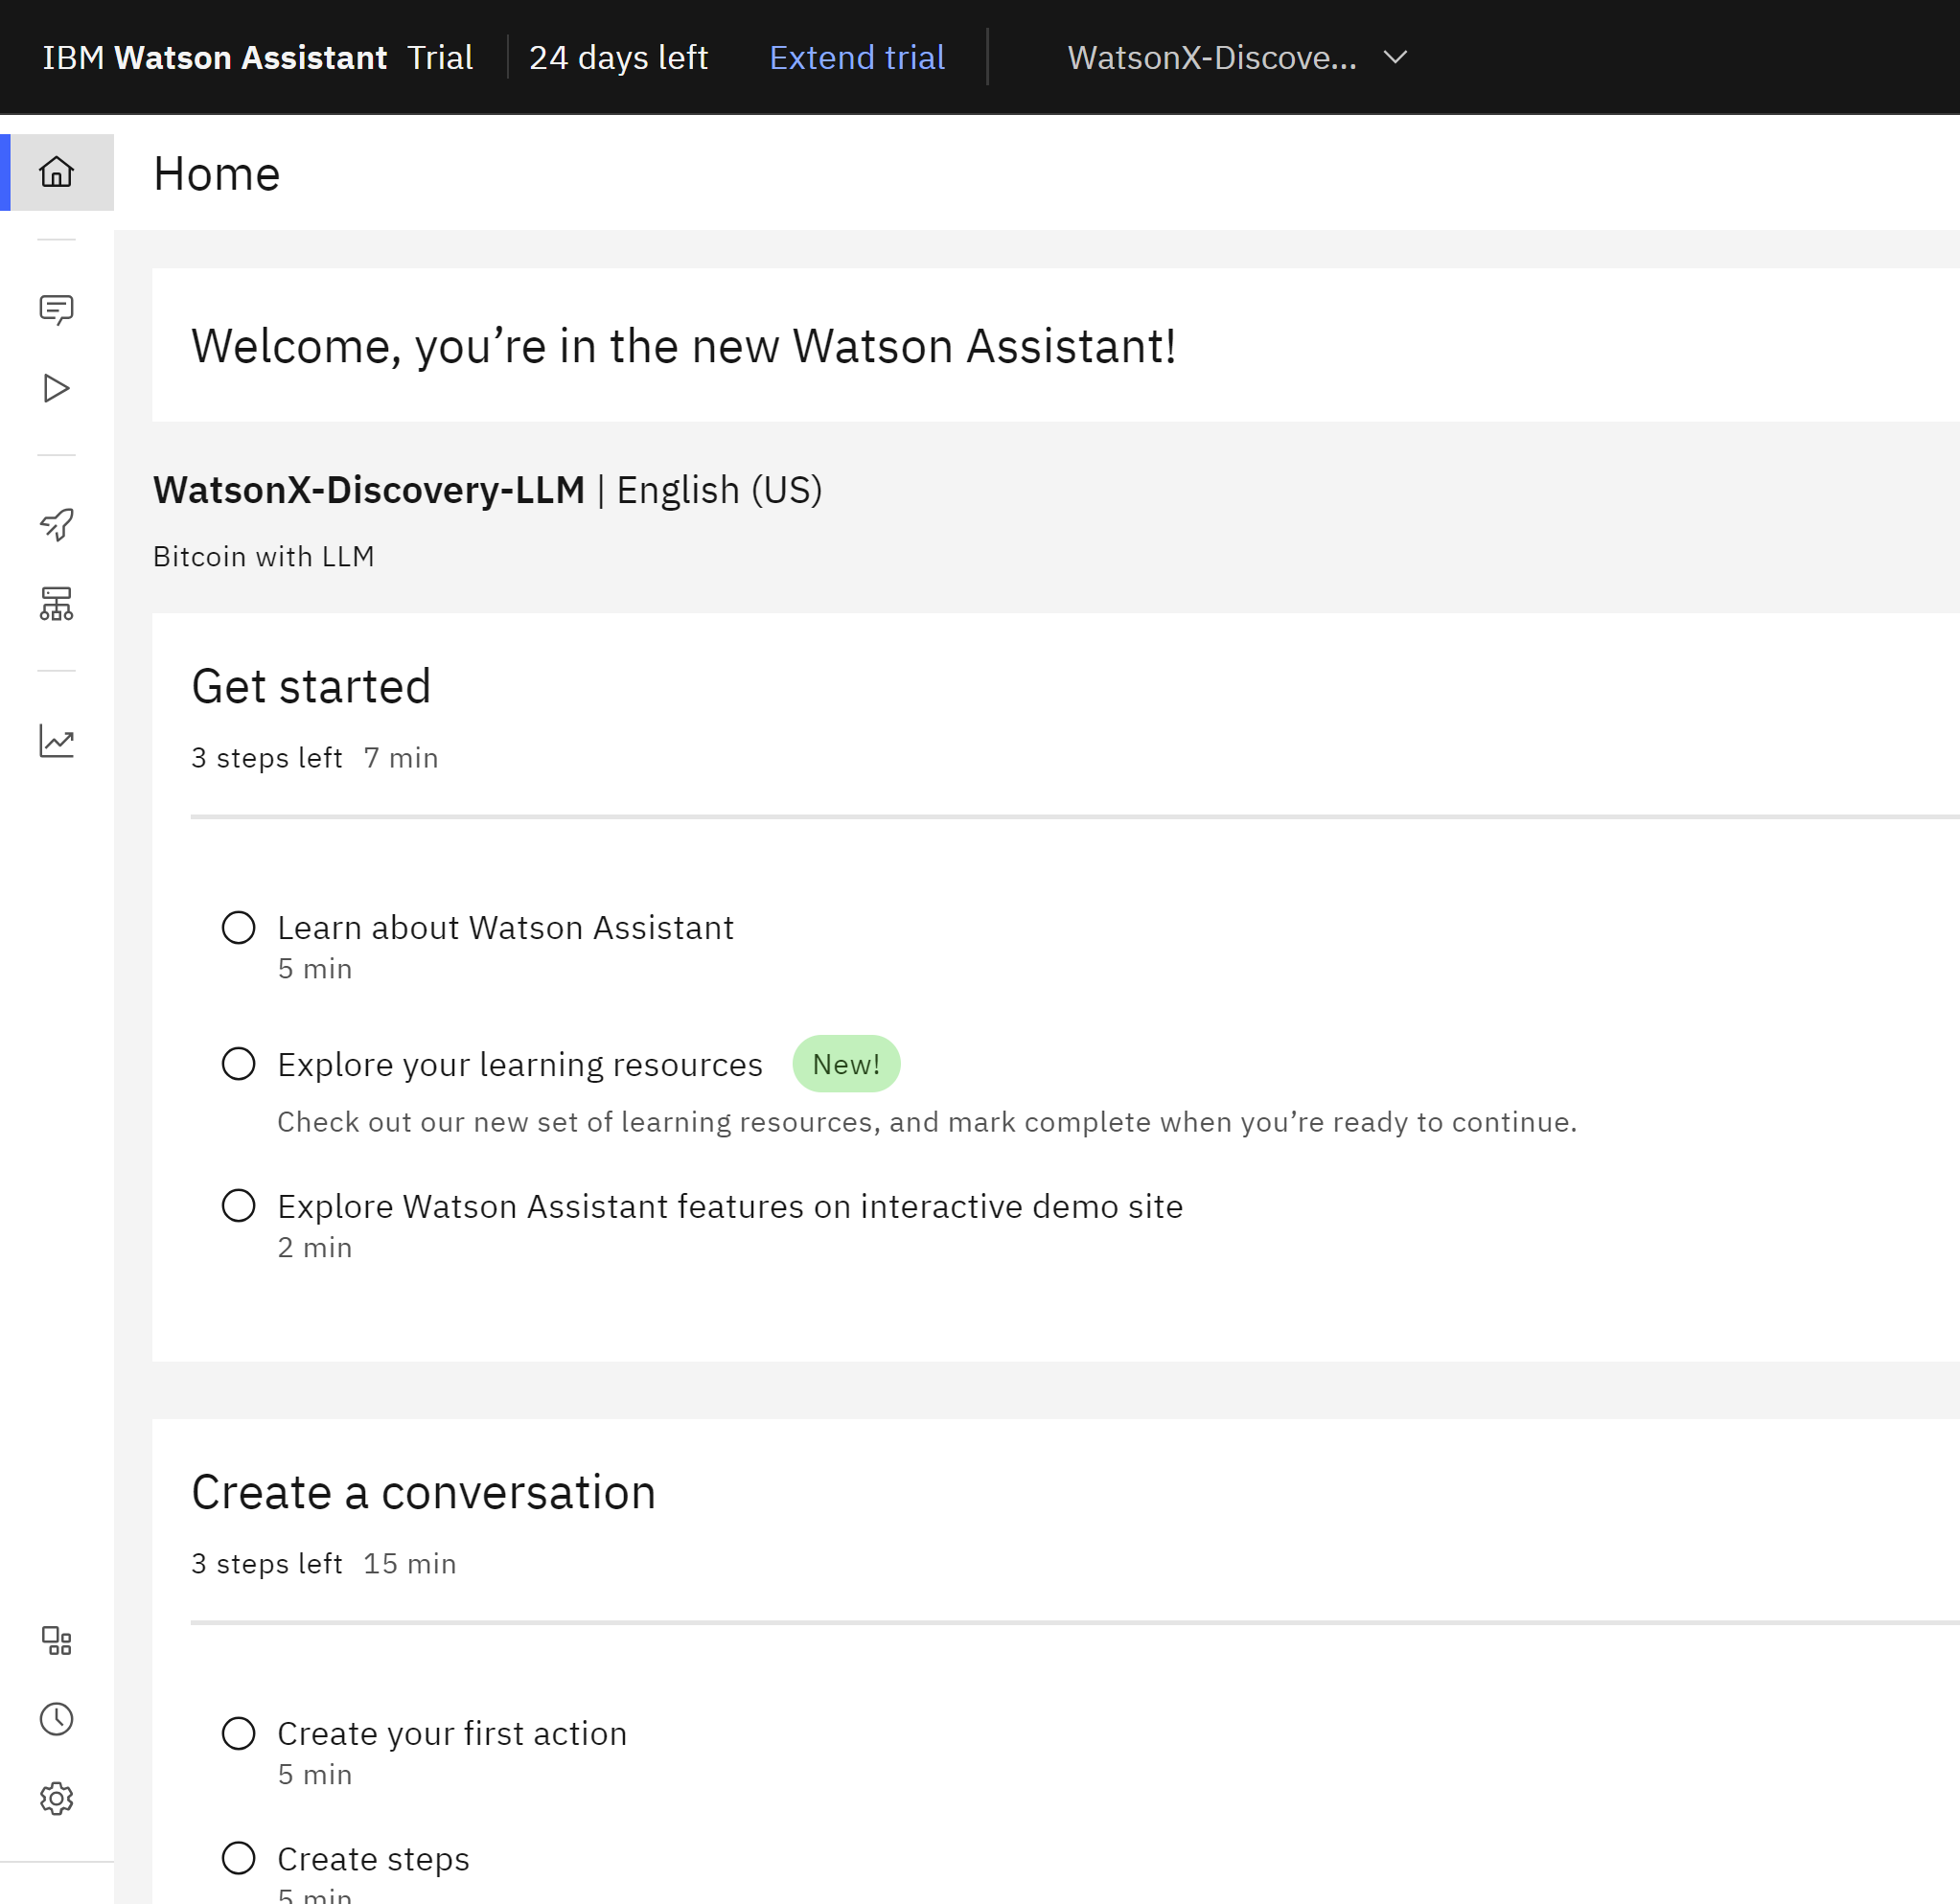 IBM Watson Assistant Trial 24 days left Extend trial WatsonX-Discove...
Home
Welcome, you’re in the new Watson Assistant!
WatsonX-Discovery-LLM | English (US)
Bitcoin with LLM
Get started
3 steps left 7 min
Learn about Watson Assistant
5 min
Explore your learning resources New!
Check out our new set of learning resources, and mark complete when you’re ready to continue.
Explore Watson Assistant features on interactive demo site
2 min
Create a conversation
3 steps left 15 min
Create your first action
5 min
Create steps
5 min